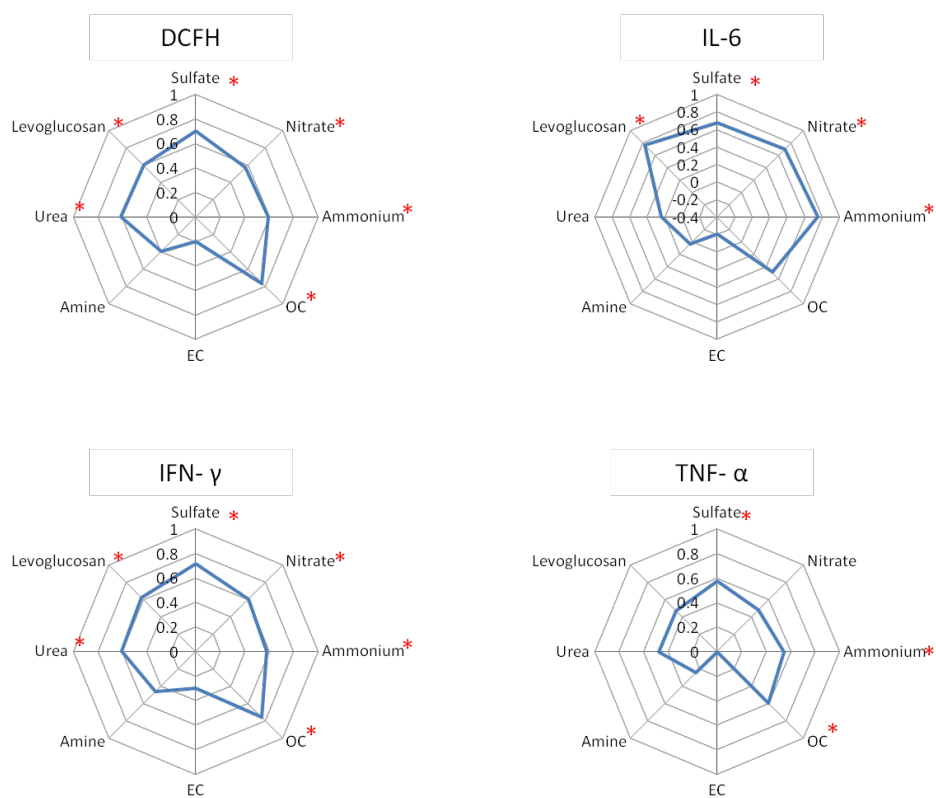 DCFH
Sulfate *
1
Levoglucosan * Nitrate*
0.8
0.6
0.4
0.2
Urea * 0 Ammonium*
Amine OC*
EC
IL-6
Sulfate *
1
Levoglucosan * Nitrate*
0.8
0.6
0.4
0.2
0
-0.2
Urea -0.4 Ammonium*
Amine OC
EC
IFN- γ
Sulfate *
1
Levoglucosan * Nitrate*
0.8
0.6
0.4
0.2
Urea * 0 Ammonium*
Amine OC*
EC
TNF- α
Sulfate*
1
Levoglucosan Nitrate
0.8
0.6
0.4
0.2
Urea 0 Ammonium*
Amine OC *
EC